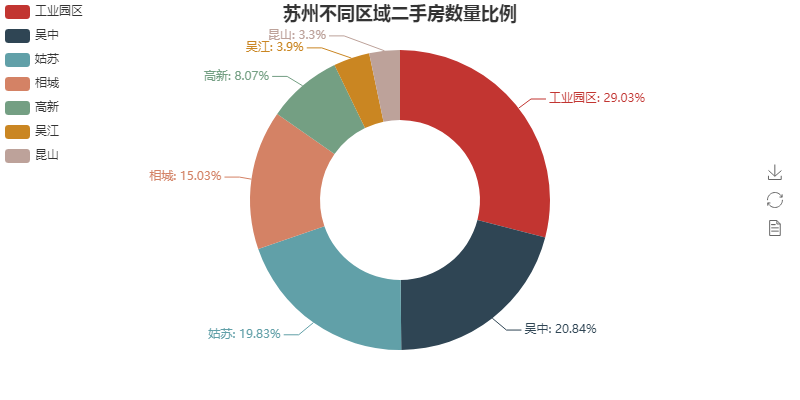 苏州不同区域二手房数量比例
工业园区
吴中
姑苏
相城
高新
吴江
昆山
昆山: 3.3%
吴江: 3.9%
高新: 8.07%
工业园区: 29.03%
相城: 15.03%
吴中: 20.84%
姑苏: 19.83%